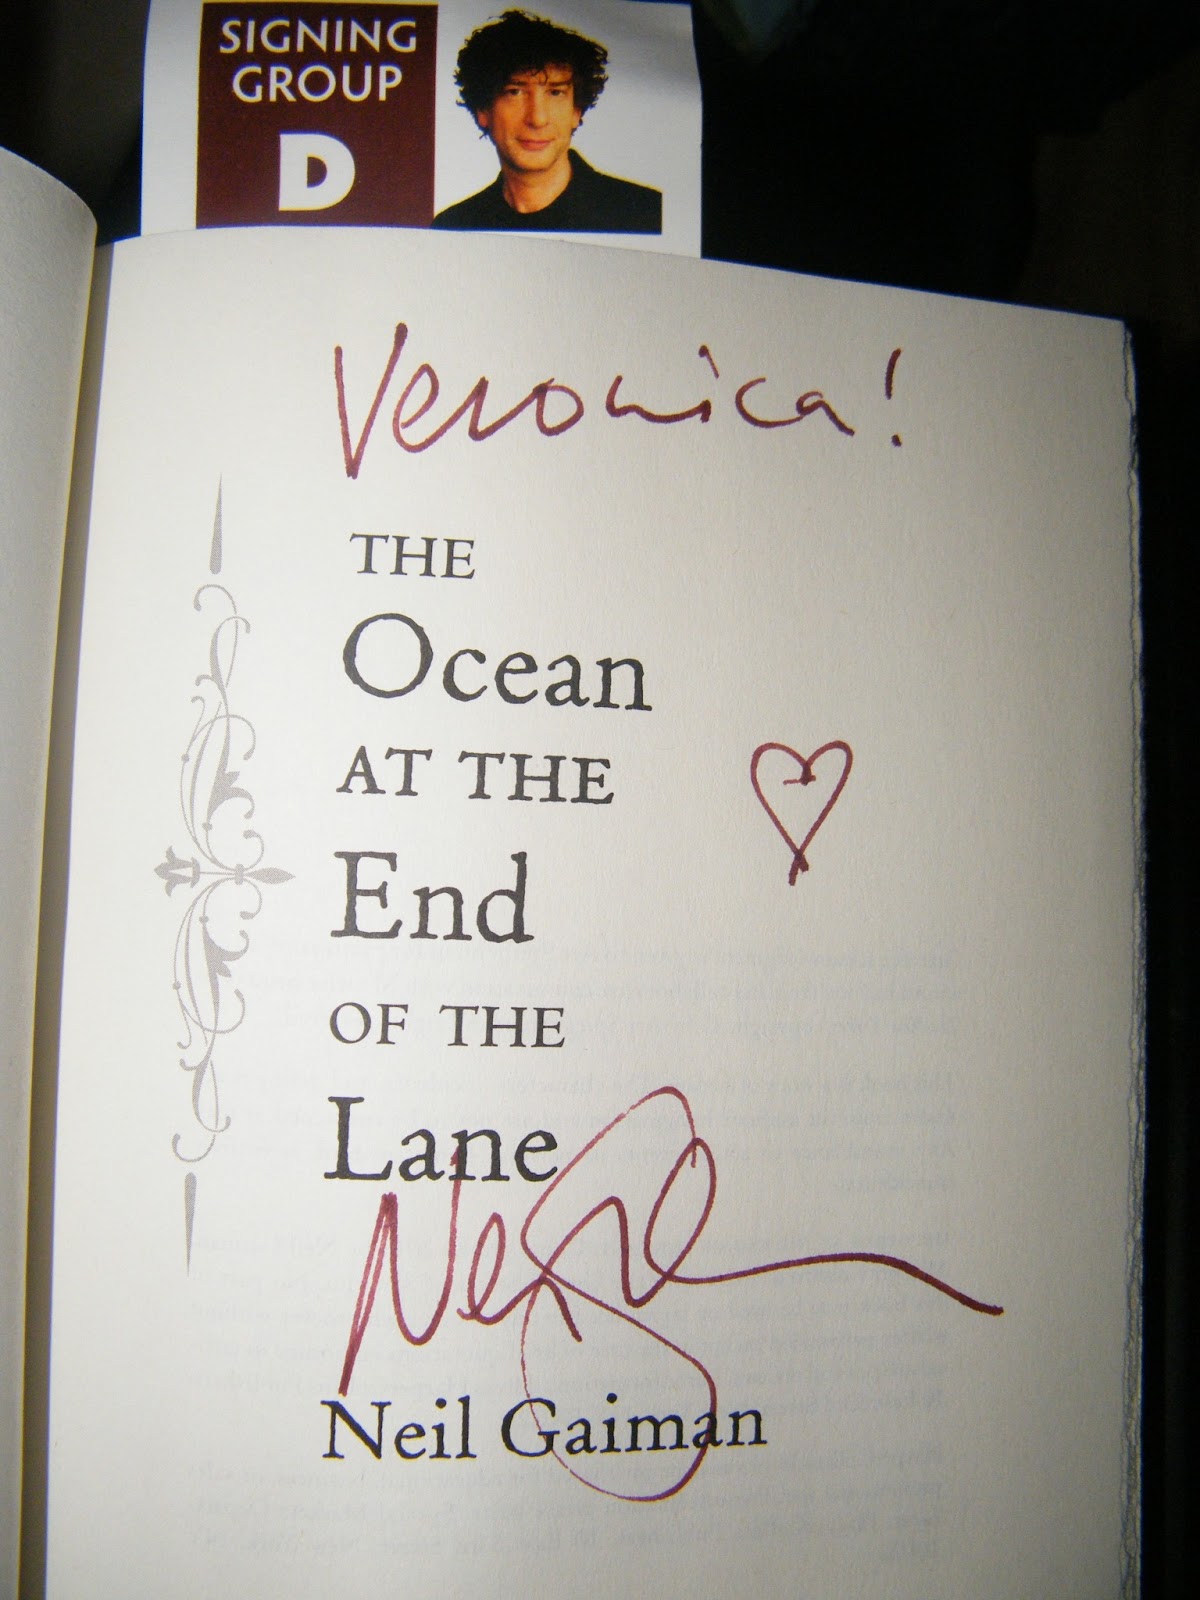 SIGNING
GROUP
D
Veronica!
THE
Ocean
AT THE
End
OF THE
Lane
Neil Gaiman